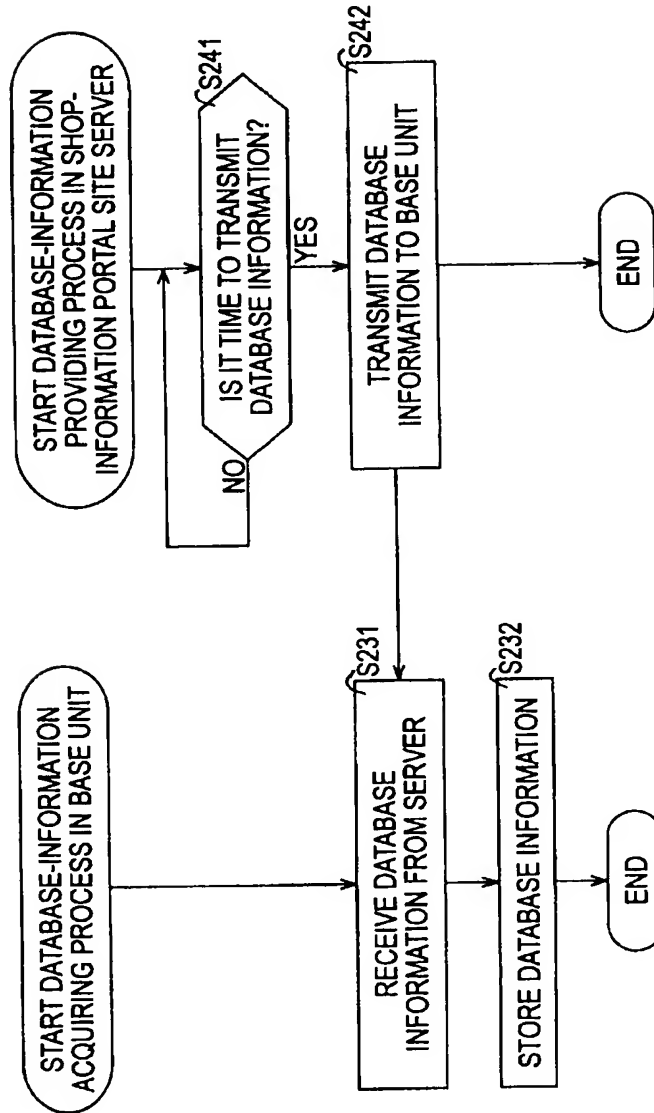 START DATABASE-INFORMATION
ACQUIRING PROCESS IN BASE UNIT
S231
RECEIVE DATABASE
INFORMATION FROM SERVER
S232
STORE DATABASE INFORMATION
END
START DATABASE-INFORMATION
PROVIDING PROCESS IN SHOP-
INFORMATION PORTAL SITE SERVER
S241
IS IT TIME TO TRANSMIT
DATABASE INFORMATION?
NO
YES
S242
TRANSMIT DATABASE
INFORMATION TO BASE UNIT
END